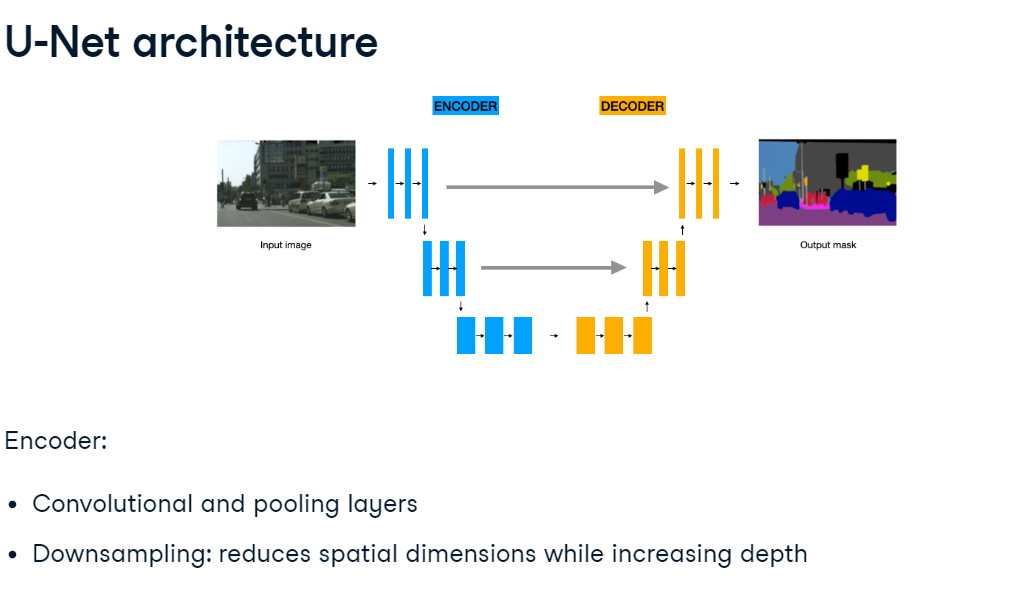 U-Net architecture
ENCODER
DECODER
Input image
Output mask
Encoder:
• Convolutional and pooling layers
• Downsampling: reduces spatial dimensions while increasing depth